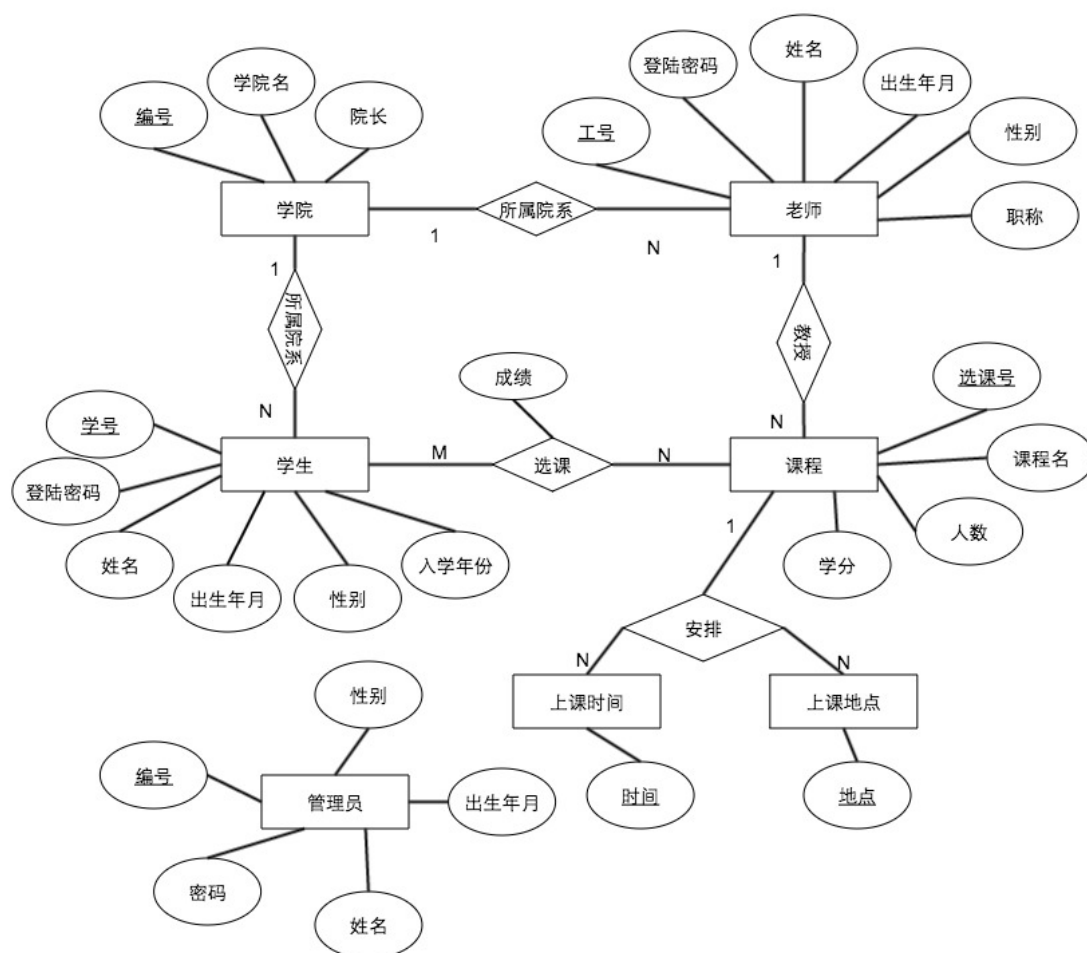 姓名
登陆密码
学院名
出生年月
编号
院长
工号
性别
学院
所属院系
老师
职称
1
N
1
1
所属院系
教授
成绩
选课号
N
N
学号
学生
M
选课
N
课程
课程名
登陆密码
1
人数
姓名
入学年份
学分
出生年月
性别
安排
N
N
性别
上课时间
上课地点
编号
管理员
出生年月
时间
地点
密码
姓名